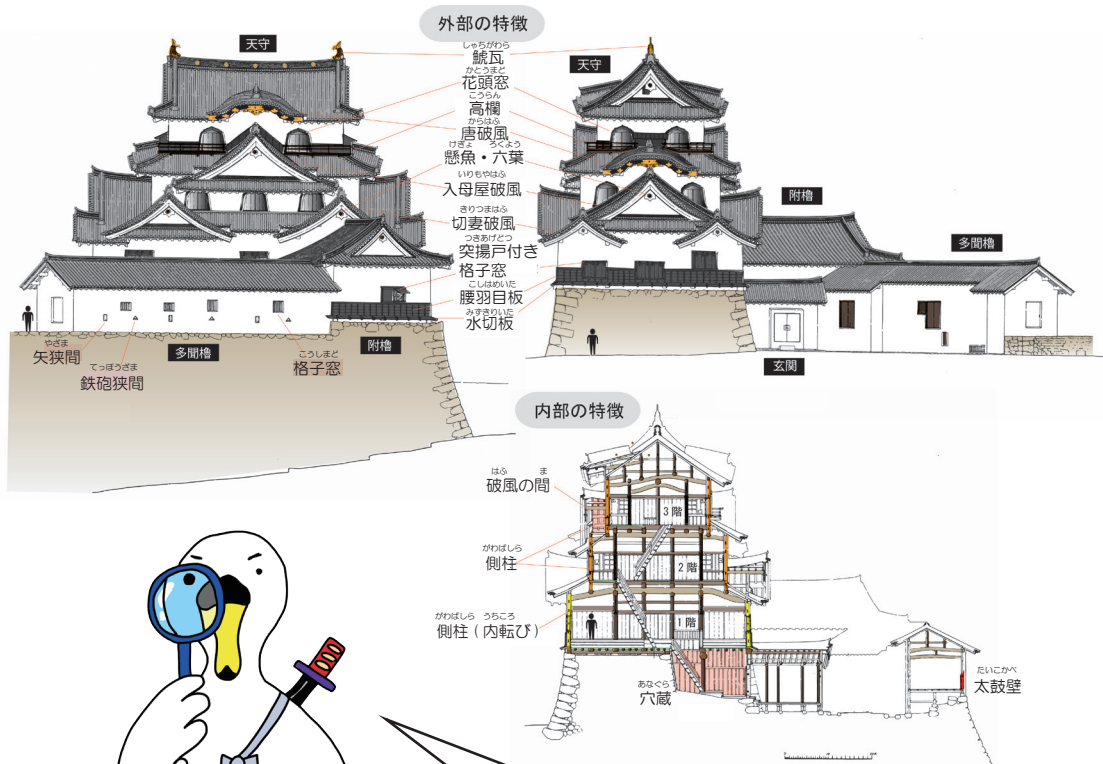 外部の特徴
天守
天守
しゃちがわら
鯱瓦
かとうまど
花頭窓
こうらん
高欄
からはふ
唐破風
げぎょ ろくよう
懸魚・六葉
いりもやはふ
入母屋破風
きりつまはふ
切妻破風
つきあげどつ
突揚戸付き
格子窓
こしはめいた
腰羽目板
みずきりいた
水切板
附櫓
多聞櫓
やざま
矢狭間
てっぽうざま
鉄砲狭間
多聞櫓
こうしまど
格子窓
附櫓
玄関
内部の特徴
はふ ま
破風の間
がわばしら
側柱
がわばしら うちころ
側柱(内転び)
3階
2階
1階
あなぐら
穴蔵
たいこかべ
太鼓壁